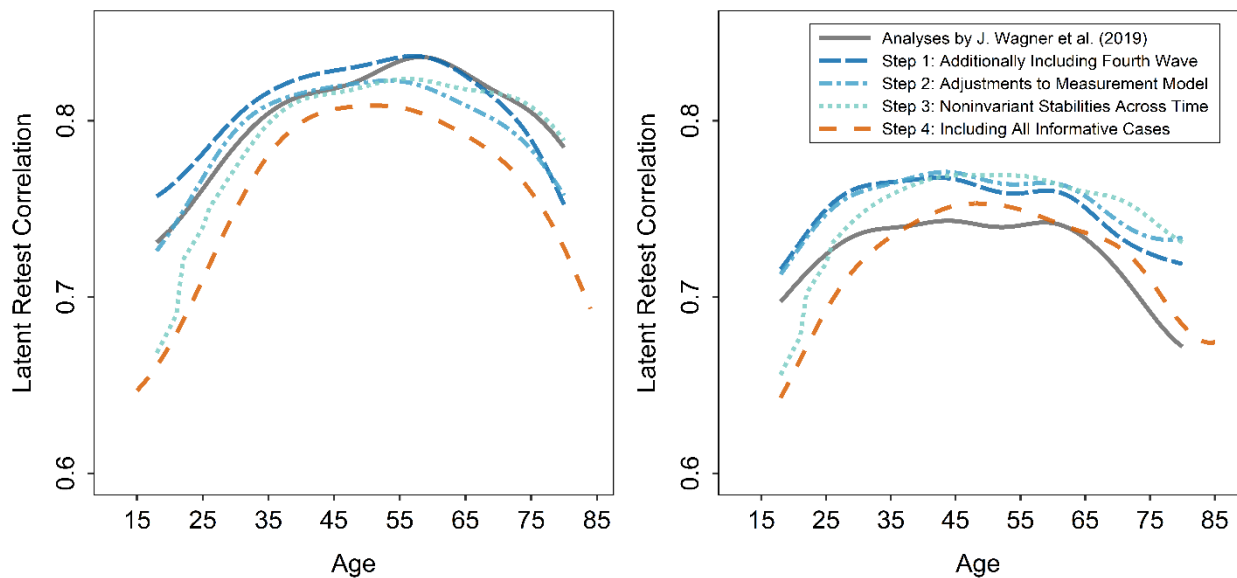 Latent Retest Correlation
0.8
0.7
0.6
15 25 35 45 55 65 75 85
Age
Latent Retest Correlation
0.8
0.7
0.6
Analyses by J. Wagner et al. (2019)
Step 1: Additionally Including Fourth Wave
Step 2: Adjustments to Measurement Model
Step 3: Noninvariant Stabilities Across Time
Step 4: Including All Informative Cases
15 25 35 45 55 65 75 85
Age